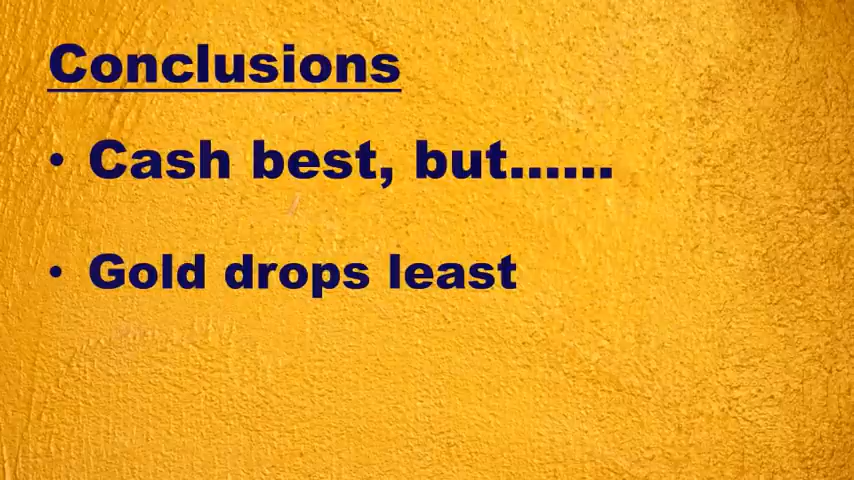 Conclusions
• Cash best, but......
• Gold drops least